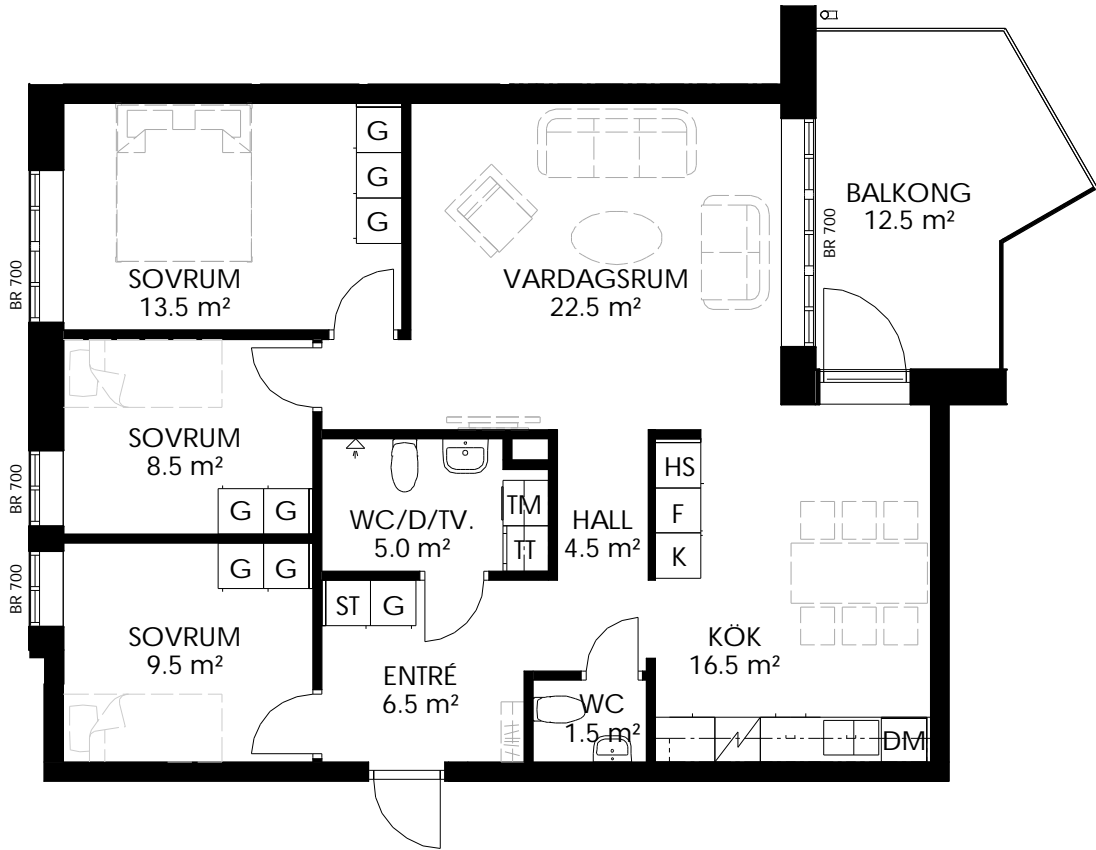 G
G
G
BR 700
SOVRUM
13.5 m²
VARDAGSRUM
22.5 m²
BR 700
BALKONG
12.5 m²
BR 700
SOVRUM
8.5 m²
G G
WC/D/TV.
5.0 m²
TM
TT
HALL
4.5 m²
HS
F
K
BR 700
G G
SOVRUM
9.5 m²
ST G
ENTRÉ
6.5 m²
WC
1.5 m²
KÖK
16.5 m²
DM